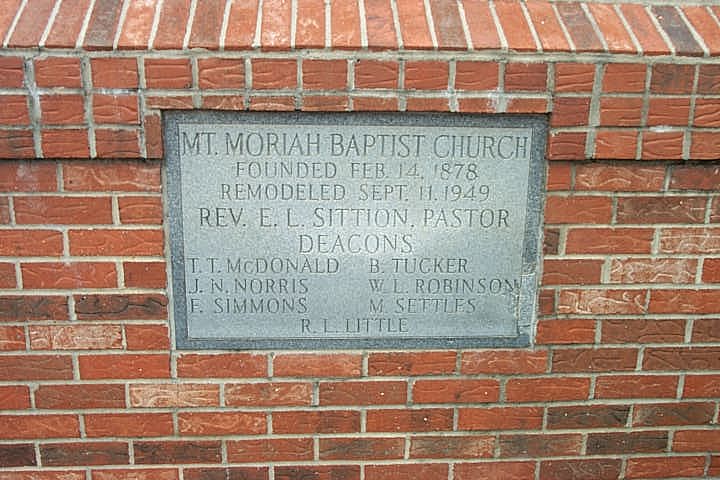 MT. MORIAH BAPTIST CHURCH
FOUNDED FEB. 14, 1878
REMODELED SEPT. 11, 1949
REV. E. L. SITTION, PASTOR
DEACONS
T. T. McDONALD B. TUCKER
J. N. NORRIS W. L. ROBINSON
F. SIMMONS M. SETTLES
R. L. LITTLE